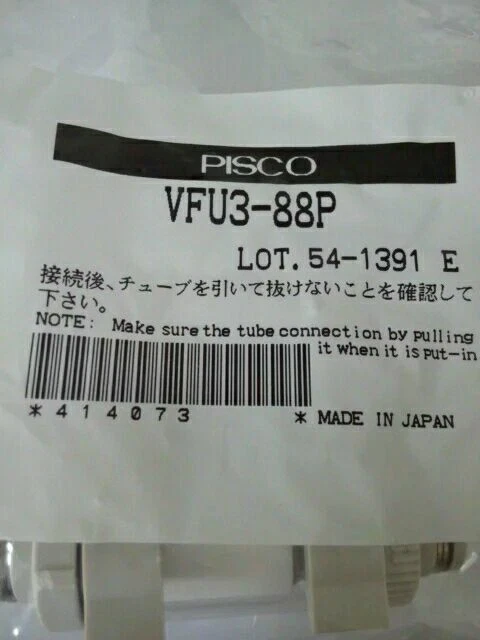 PISCO
VFU3-88P
LOT. 54-1391 E
接続後、チューブを引いて抜けないことを確認して
下さい。
NOTE: Make sure the tube connection by pulling
it when it is put-in
*414073 * MADE IN JAPAN